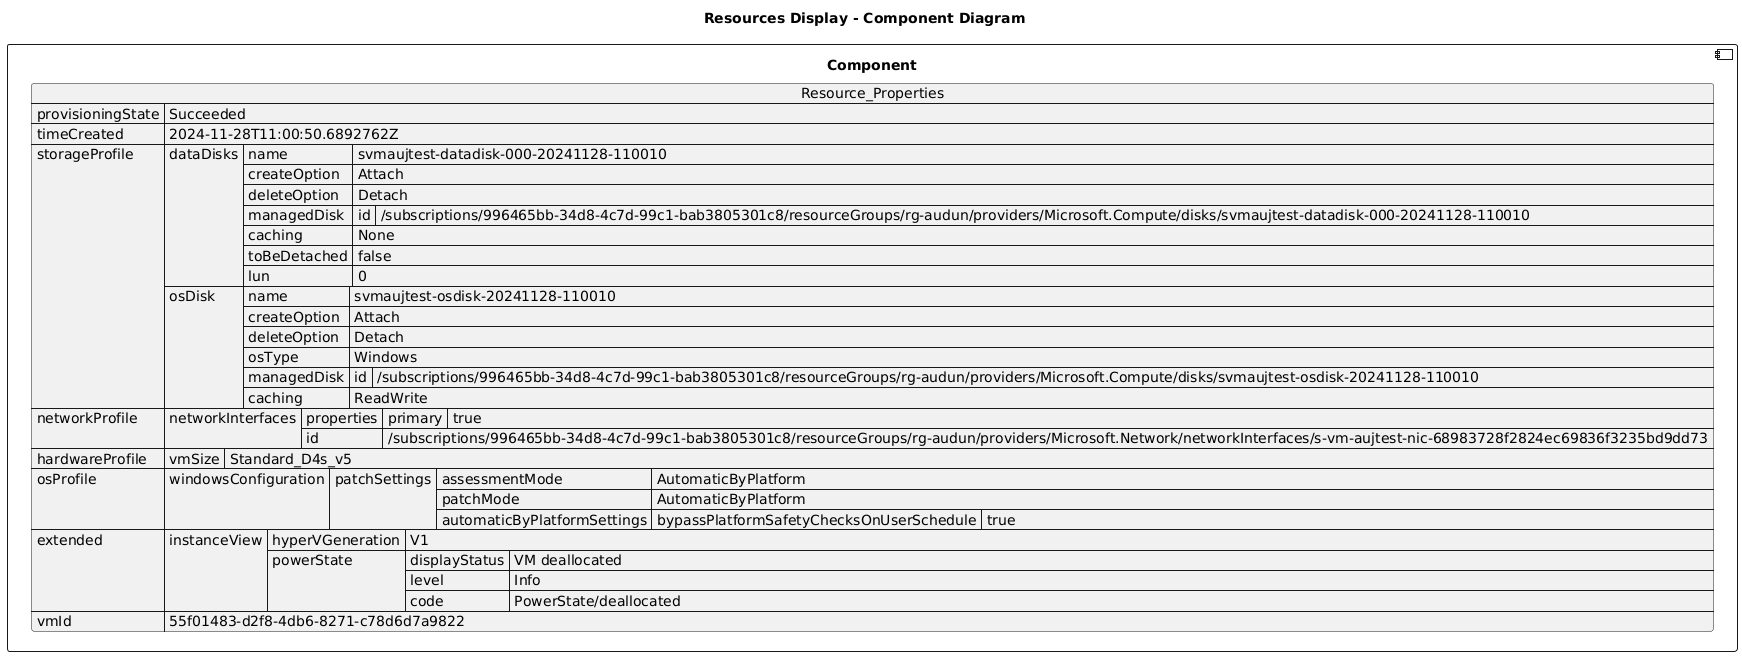 Resources Display - Component Diagram
Component
Resource_Properties
provisioningState Succeeded
timeCreated 2024-11-28T11:00:50.6892762Z
storageProfile dataDisks name svmaujtest-datadisk-000-20241128-110010
createOption Attach
deleteOption Detach
managedDisk id /subscriptions/996465bb-34d8-4c7d-99c1-bab3805301c8/resourceGroups/rg-audun/providers/Microsoft.Compute/disks/svmaujtest-datadisk-000-20241128-110010
caching None
toBeDetached false
lun 0
osDisk name svmaujtest-osdisk-20241128-110010
createOption Attach
deleteOption Detach
osType Windows
managedDisk id /subscriptions/996465bb-34d8-4c7d-99c1-bab3805301c8/resourceGroups/rg-audun/providers/Microsoft.Compute/disks/svmaujtest-osdisk-20241128-110010
caching ReadWrite
networkProfile networkInterfaces properties primary true
id /subscriptions/996465bb-34d8-4c7d-99c1-bab3805301c8/resourceGroups/rg-audun/providers/Microsoft.Network/networkInterfaces/s-vm-aujtest-nic-68983728f2824ec69836f3235bd9dd73
hardwareProfile vmSize Standard_D4s_v5
osProfile windowsConfiguration patchSettings assessmentMode AutomaticByPlatform
patchMode AutomaticByPlatform
automaticByPlatformSettings bypassPlatformSafetyChecksOnUserSchedule true
extended instanceView hyperVGeneration V1
powerState displayStatus VM deallocated
level Info
code PowerState/deallocated
vmId 55f01483-d2f8-4db6-8271-c78d6d7a9822